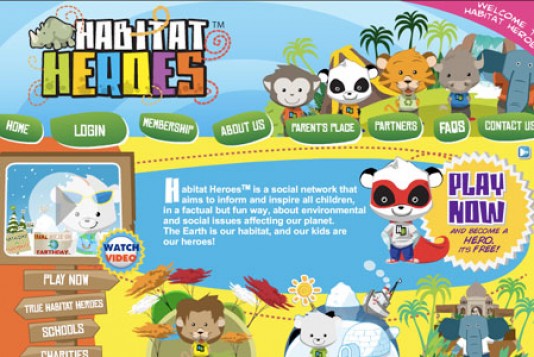 HABITAT
HEROES™
WELCOME
HABITAT HEROE
HOME
LOGIN
MEMBERSHIP
ABOUT US
PARENT'S PLACE
PARTNERS
FAQS
CONTACT US
Habitat Heroes™ is a social network that
aims to inform and inspire all children,
in a factual but fun way, about environmental
and social issues affecting our planet.
The Earth is our habitat, and our kids are
our heroes!
PLAY
NOW
AND BECOME A
HERO.
IT'S FREE!
WATCH
VIDEO
PLAY NOW
TRUE HABITAT HEROES
SCHOOLS
CHARITIES